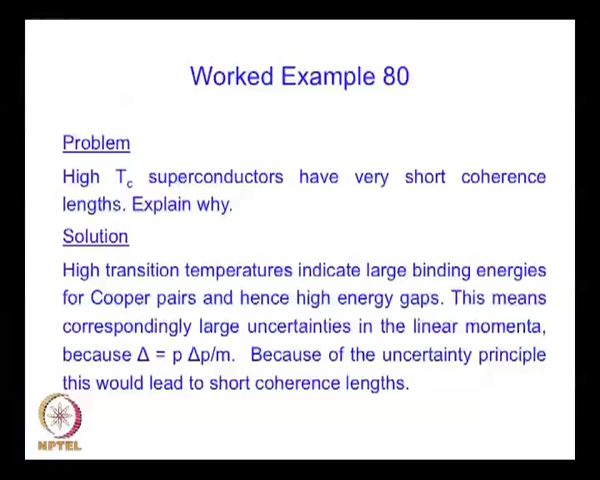 Worked Example 80
Problem
High T_c superconductors have very short coherence
lengths. Explain why.
Solution
High transition temperatures indicate large binding energies
for Cooper pairs and hence high energy gaps. This means
correspondingly large uncertainties in the linear momenta,
because Δ = p Δp/m. Because of the uncertainty principle
this would lead to short coherence lengths.
NPTEL